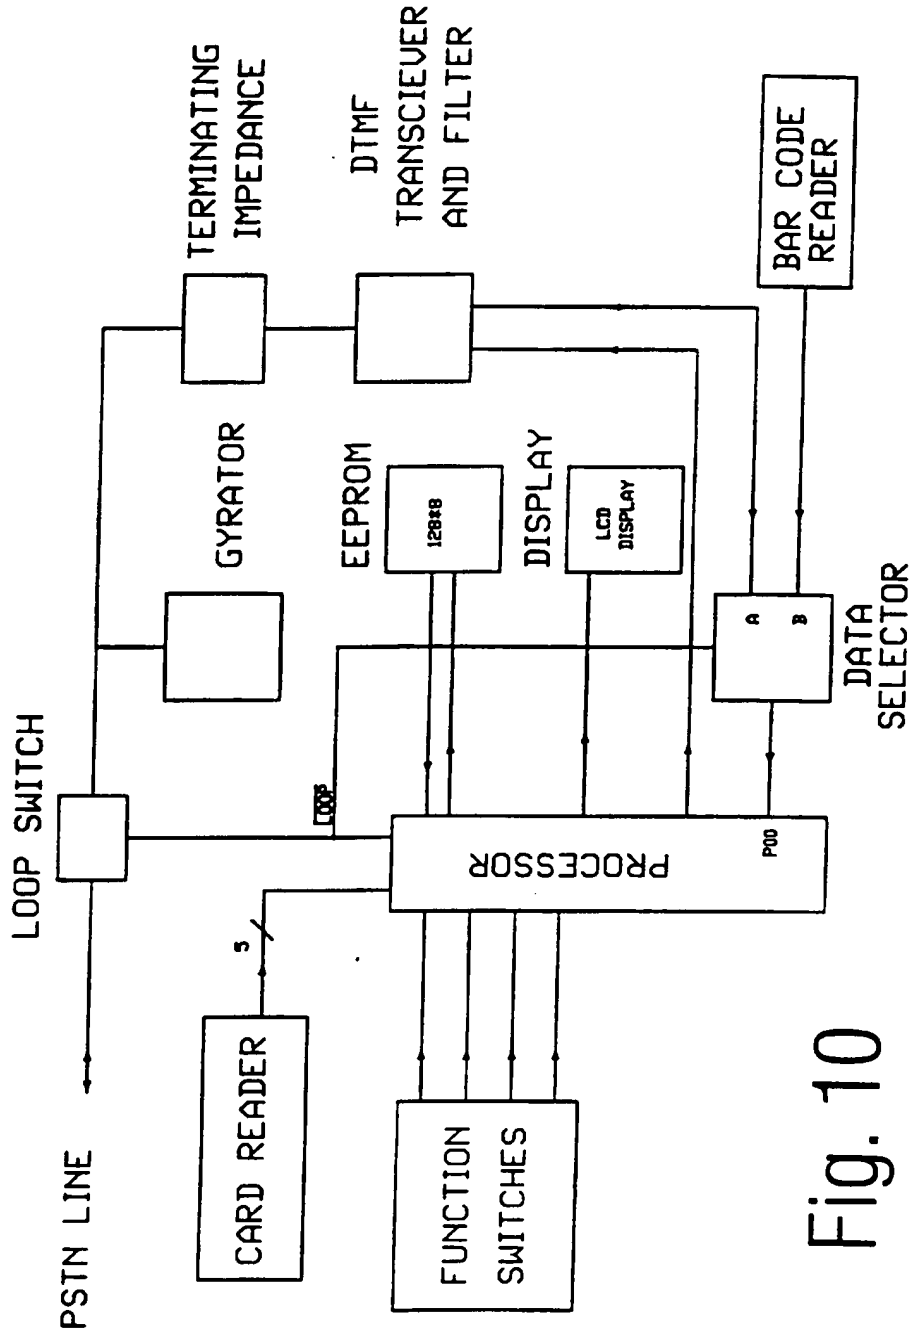 PSTN LINE
LOOP SWITCH
GYRATOR
TERMINATING
IMPEDANCE
CARD READER
5
LOOP
EEPROM
128*8
DTMF
TRANSCIEVER
AND FILTER
FUNCTION
SWITCHES
PROCESSOR
P00
DISPLAY
LCD
DISPLAY
A
B
DATA
SELECTOR
BAR CODE
READER
Fig. 10